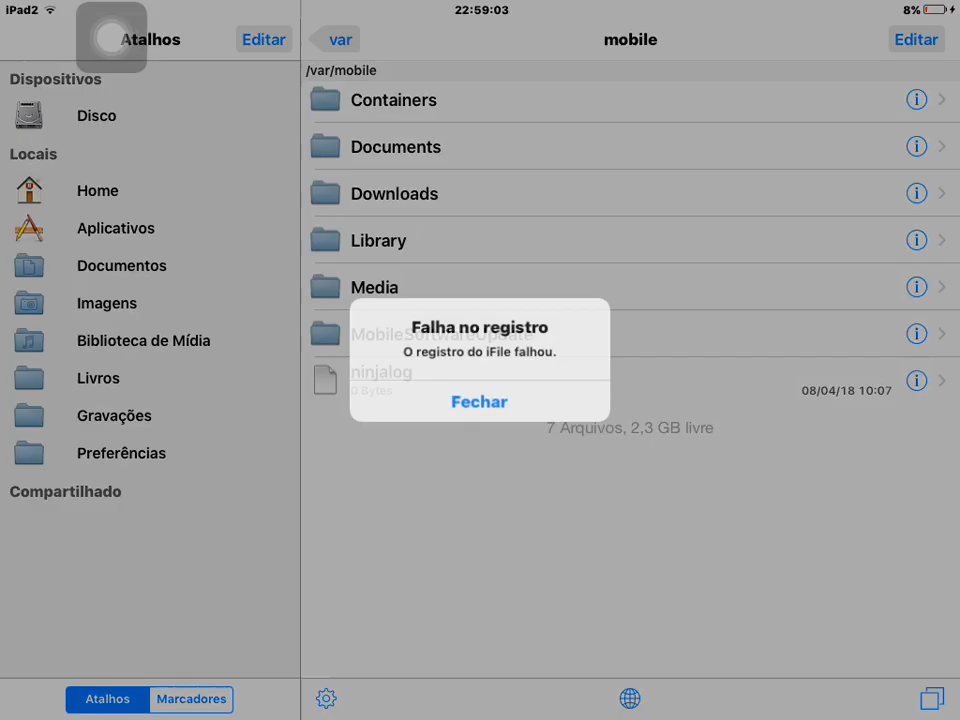 iPad2
22:59:03
8%
Atalhos
Editar
Dispositivos
Disco
Locais
Home
Aplicativos
Documentos
Imagens
Biblioteca de Mídia
Livros
Gravações
Preferências
Compartilhado
Atalhos
Marcadores
var
mobile
Editar
/var/mobile
Containers
Documents
Downloads
Library
Media
MobileSoftwareUpdate
ninjalog
0 Bytes
08/04/18 10:07
7 Arquivos, 2,3 GB livre
Falha no registro
O registro do iFile falhou.
Fechar